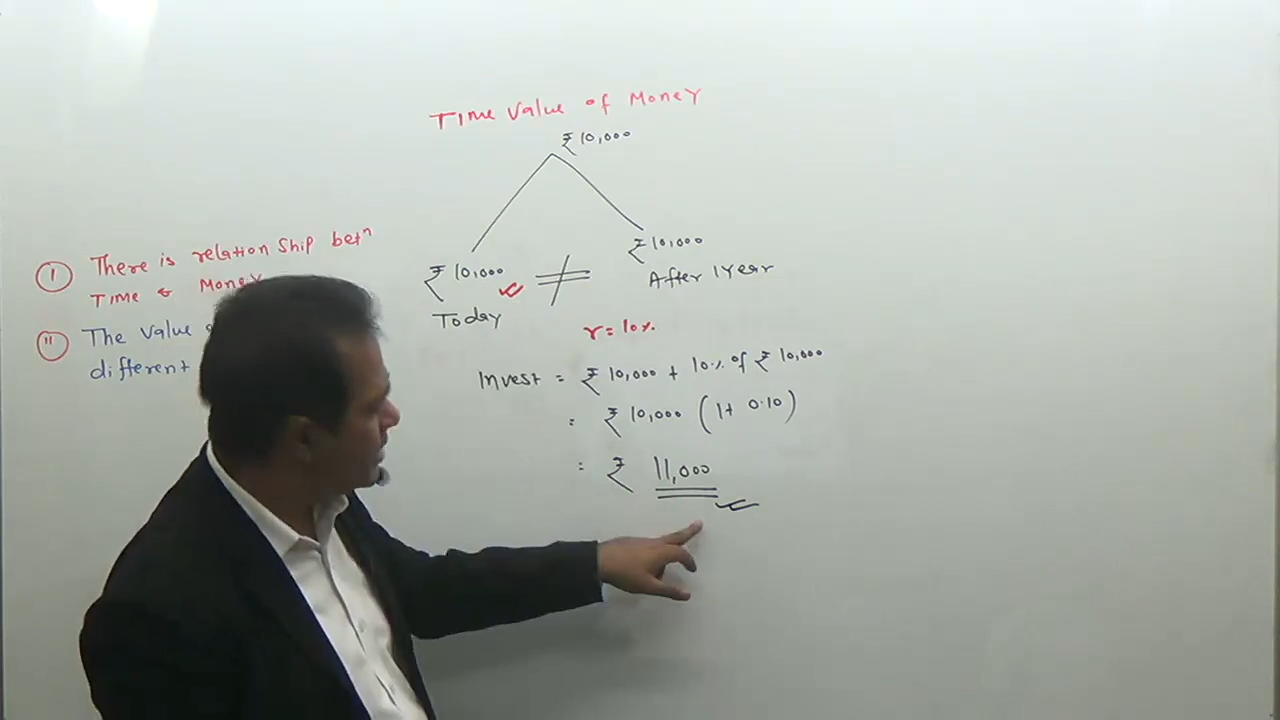 Time Value of Money
₹ 10,000
₹ 10,000 ≠ ₹ 10,000
Today After 1 Year
r = 10%
Invest = ₹ 10,000 + 10% of ₹ 10,000
= ₹ 10,000 (1 + 0.10)
= ₹ 11,000
I There is relation Ship betn
Time & Money
II The Value
different